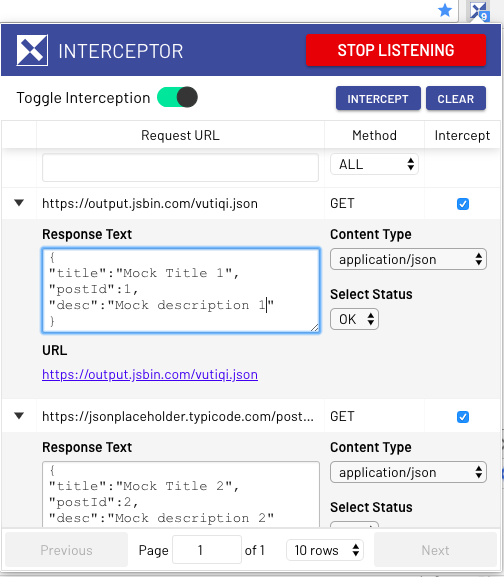 9
INTERCEPTOR
STOP LISTENING
Toggle Interception
INTERCEPT
CLEAR
Request URL Method Intercept
ALL
https://output.jsbin.com/vutiqi.json GET
Response Text
Content Type
{
"title":"Mock Title 1",
"postId":1,
"desc":"Mock description 1"
}
application/json
Select Status
OK
URL
https://output.jsbin.com/vutiqi.json
https://jsonplaceholder.typicode.com/post... GET
Response Text
Content Type
{
"title":"Mock Title 2",
"postId":2,
"desc":"Mock description 2"
application/json
Select Status
Previous Page 1 of 1 10 rows Next